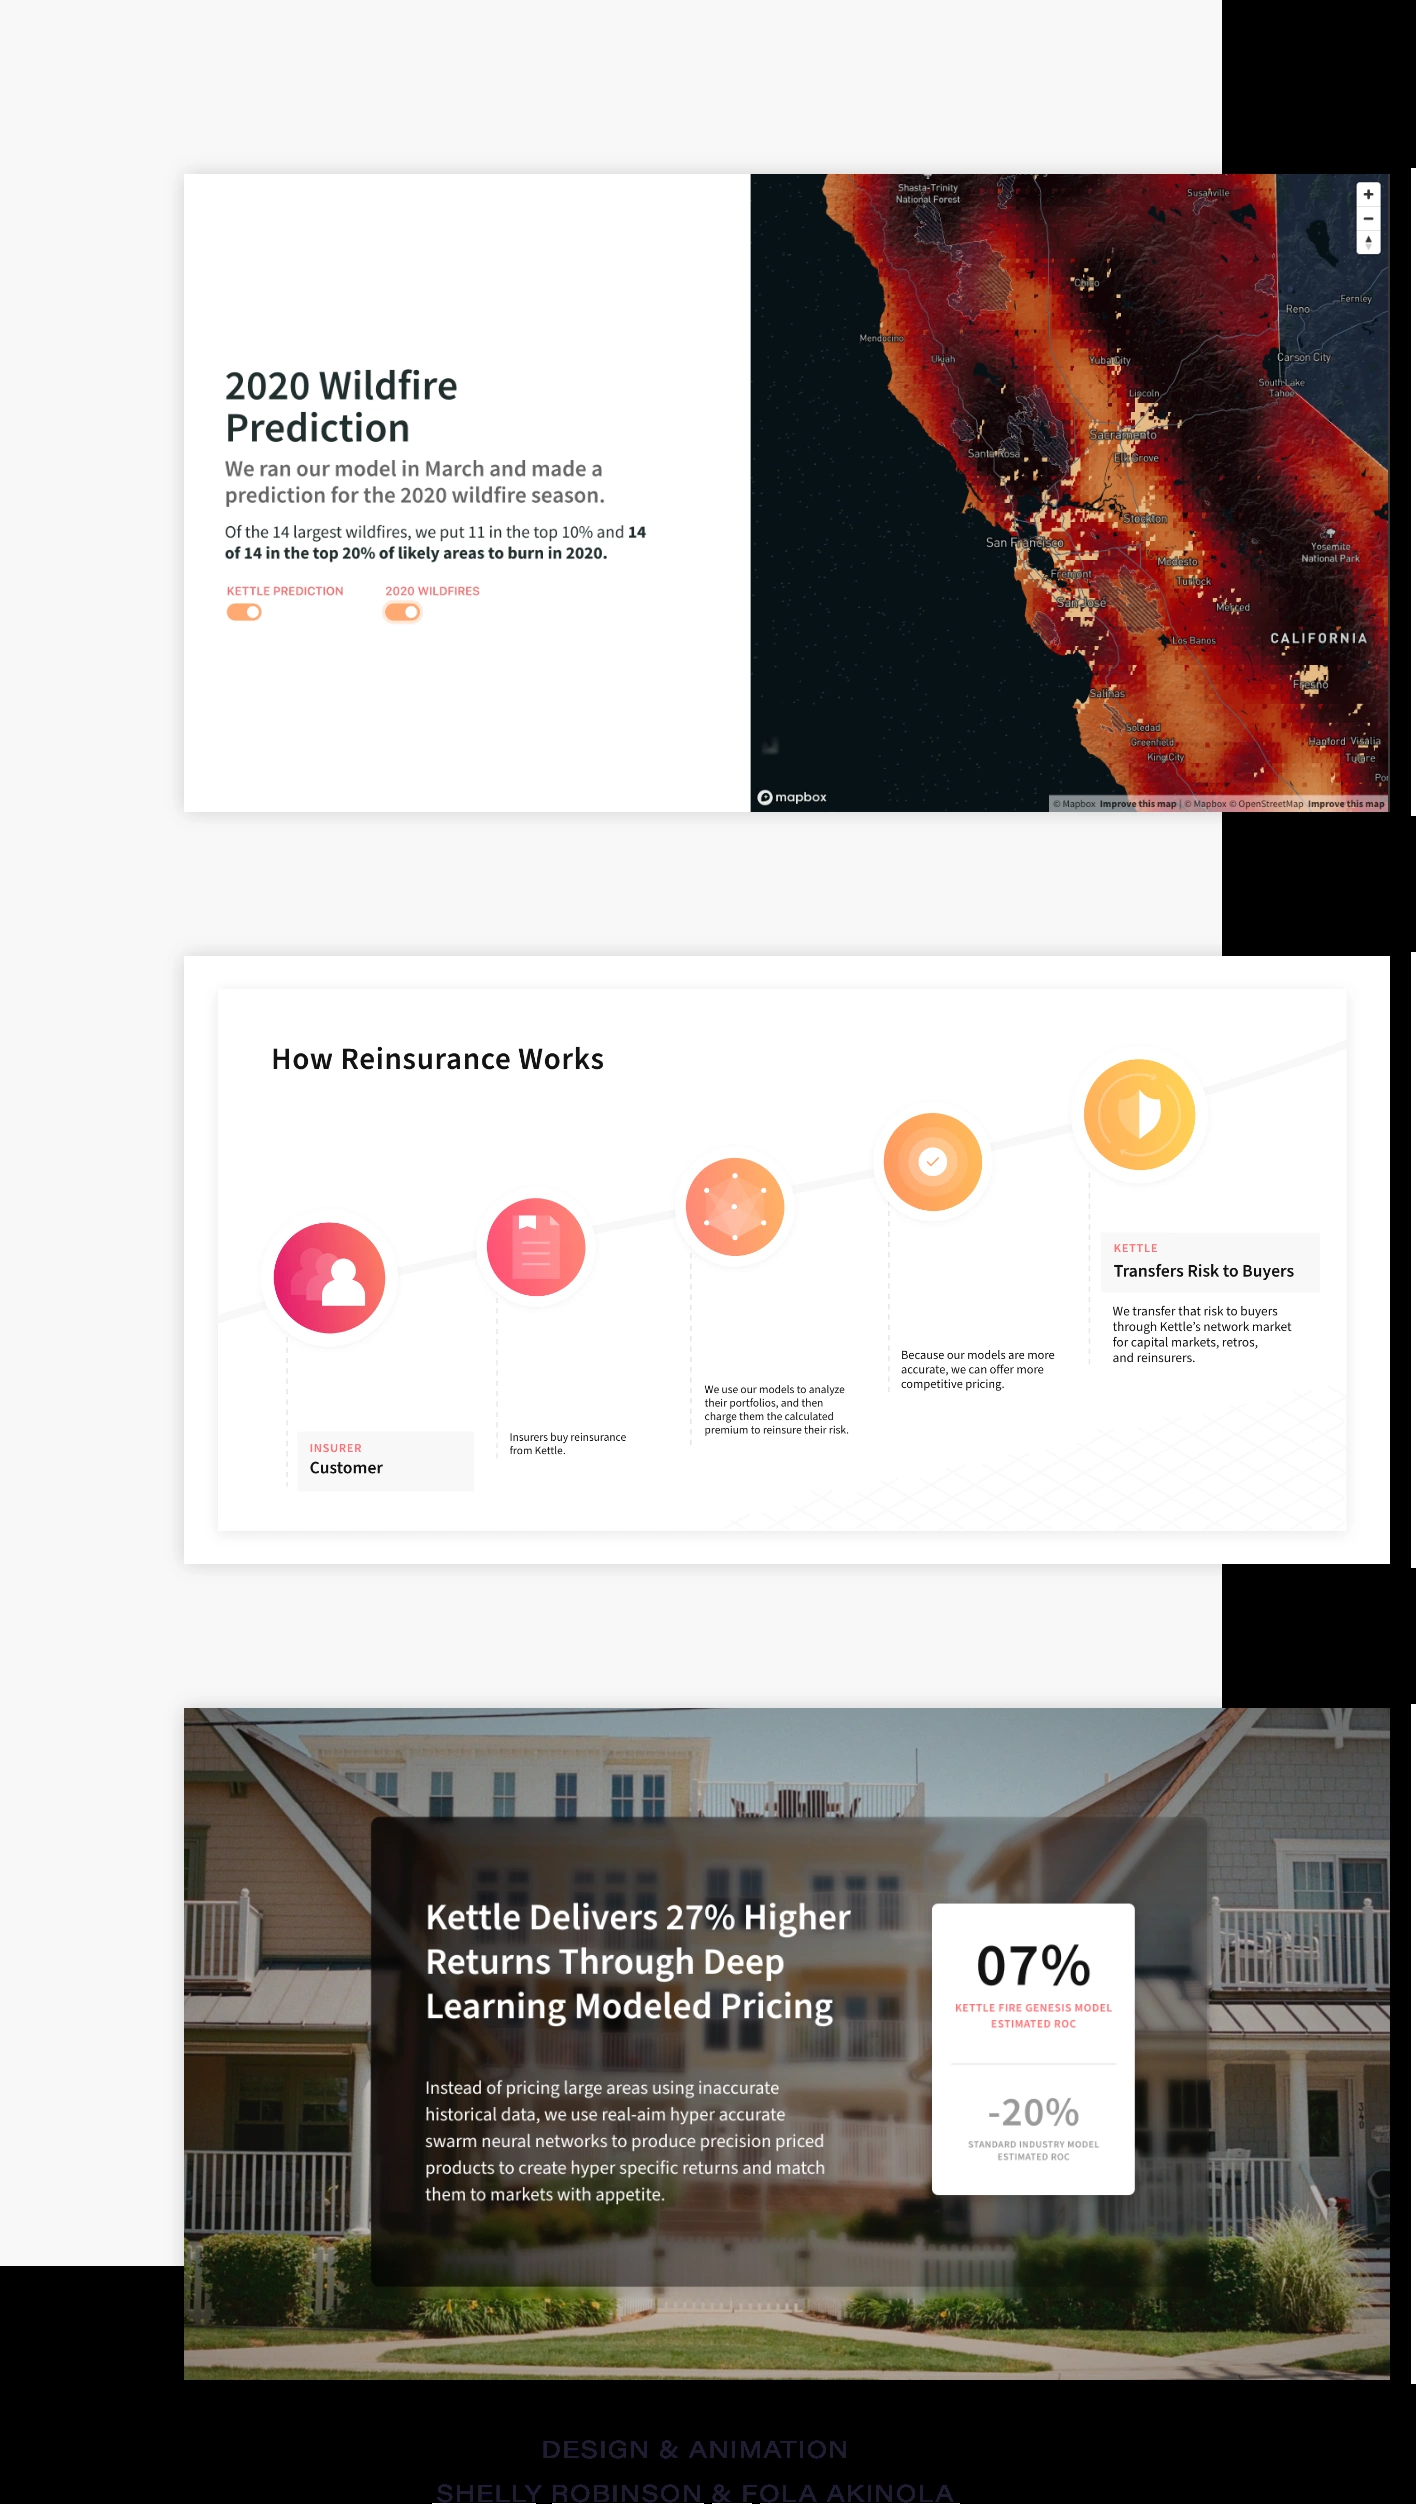 2020 Wildfire
Prediction
We ran our model in March and made a
prediction for the 2020 wildfire season.
Of the 14 largest wildfires, we put 11 in the top 10% and 14
of 14 in the top 20% of likely areas to burn in 2020.
KETTLE PREDICTION
2020 WILDFIRES
Shasta-Trinity
National Forest
Susanville
Chico
Fernley
Reno
Mendocino
Ukiah
Yuba City
Carson City
South Lake
Tahoe
Lincoln
Sacramento
Santa Rosa
Elk Grove
Stockton
San Francisco
Yosemite
National Park
Modesto
Fremont
Turlock
San José
Merced
Los Banos
CALIFORNIA
Fresno
Salinas
Soledad
Greenfield
King City
Hanford
Visalia
Tulare
Por
mapbox
© Mapbox Improve this map | © Mapbox © OpenStreetMap Improve this map
How Reinsurance Works
INSURER
Customer
Insurers buy reinsurance
from Kettle.
We use our models to analyze
their portfolios, and then
charge them the calculated
premium to reinsure their risk.
Because our models are more
accurate, we can offer more
competitive pricing.
KETTLE
Transfers Risk to Buyers
We transfer that risk to buyers
through Kettle’s network market
for capital markets, retros,
and reinsurers.
Kettle Delivers 27% Higher
Returns Through Deep
Learning Modeled Pricing
Instead of pricing large areas using inaccurate
historical data, we use real-aim hyper accurate
swarm neural networks to produce precision priced
products to create hyper specific returns and match
them to markets with appetite.
07%
KETTLE FIRE GENESIS MODEL
ESTIMATED ROC
-20%
STANDARD INDUSTRY MODEL
ESTIMATED ROC
340
DESIGN & ANIMATION
SHELLY ROBINSON & FOLA AKINOLA